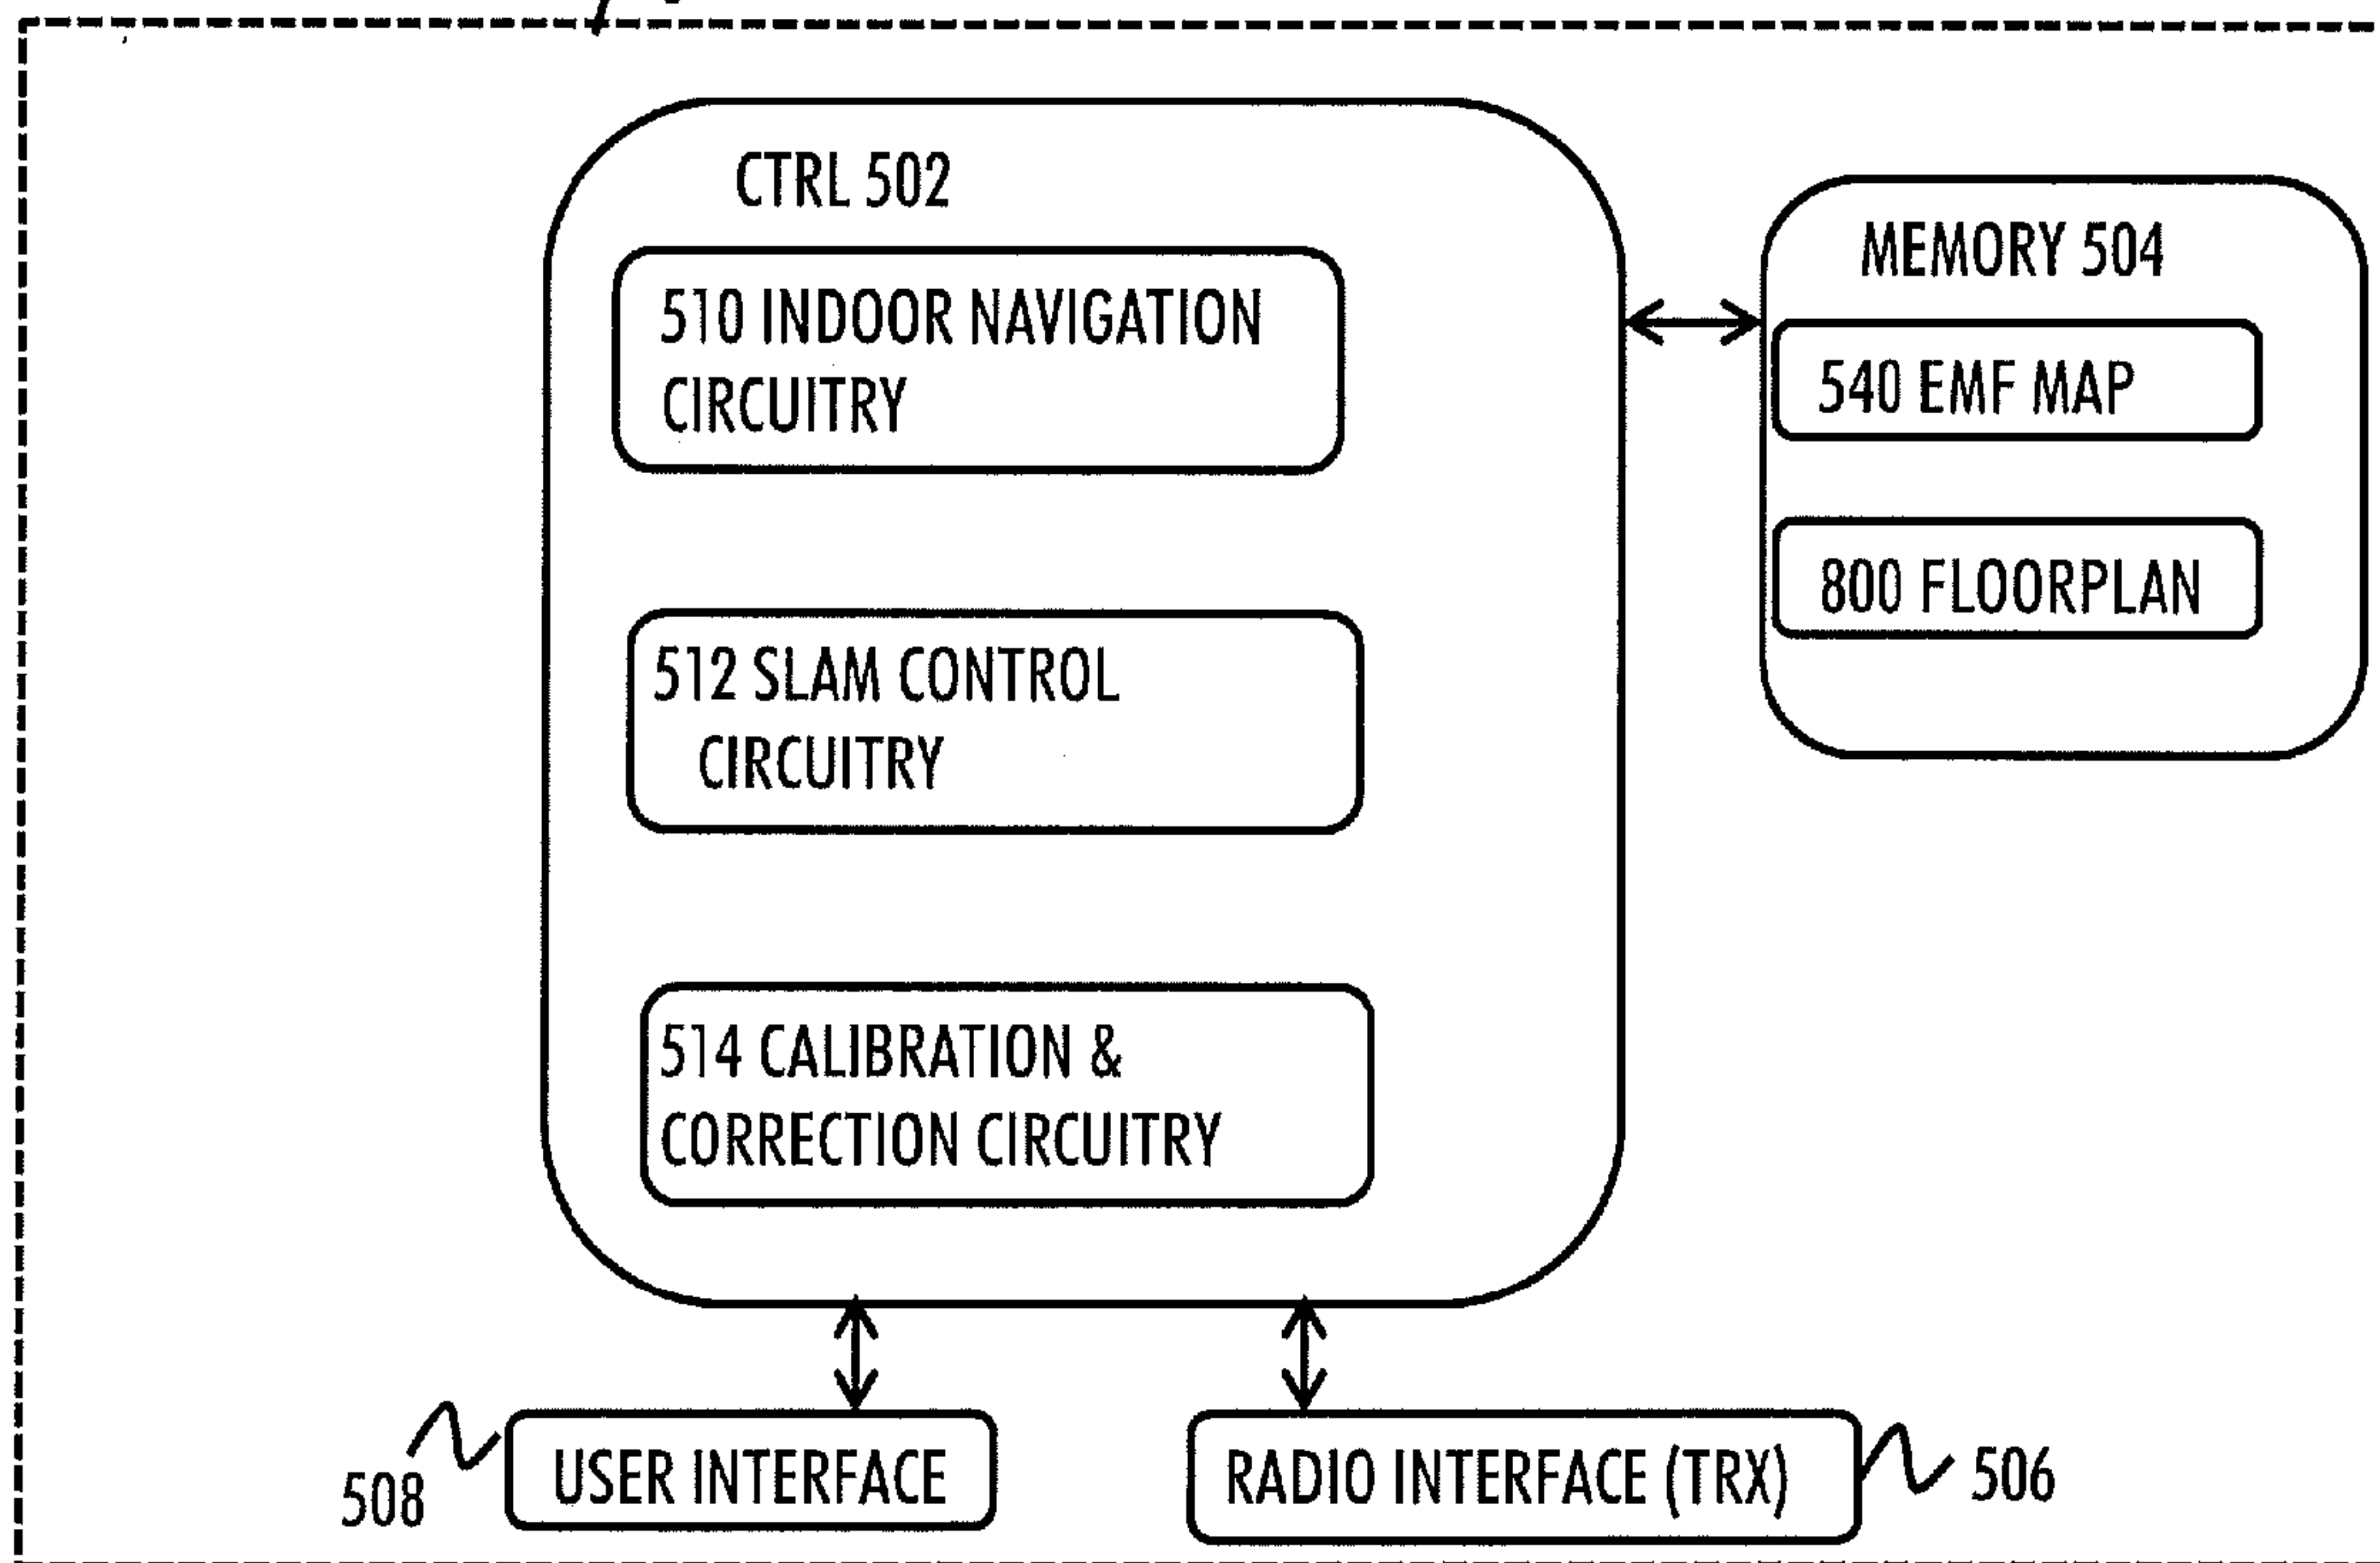 CTRL 502
510 INDOOR NAVIGATION
CIRCUITRY
512 SLAM CONTROL
CIRCUITRY
514 CALIBRATION &
CORRECTION CIRCUITRY
MEMORY 504
540 EMF MAP
800 FLOORPLAN
508
USER INTERFACE
RADIO INTERFACE (TRX)
506